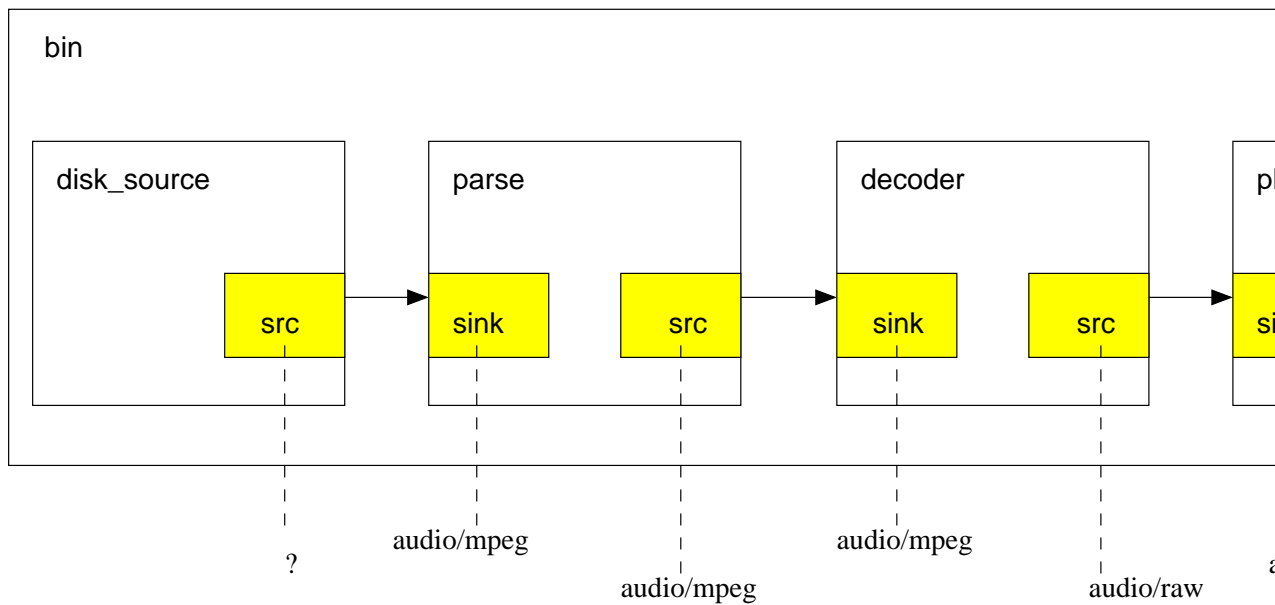 bin
disk_source parse decoder
src sink src sink src
? audio/mpeg audio/mpeg audio/mpeg audio/raw